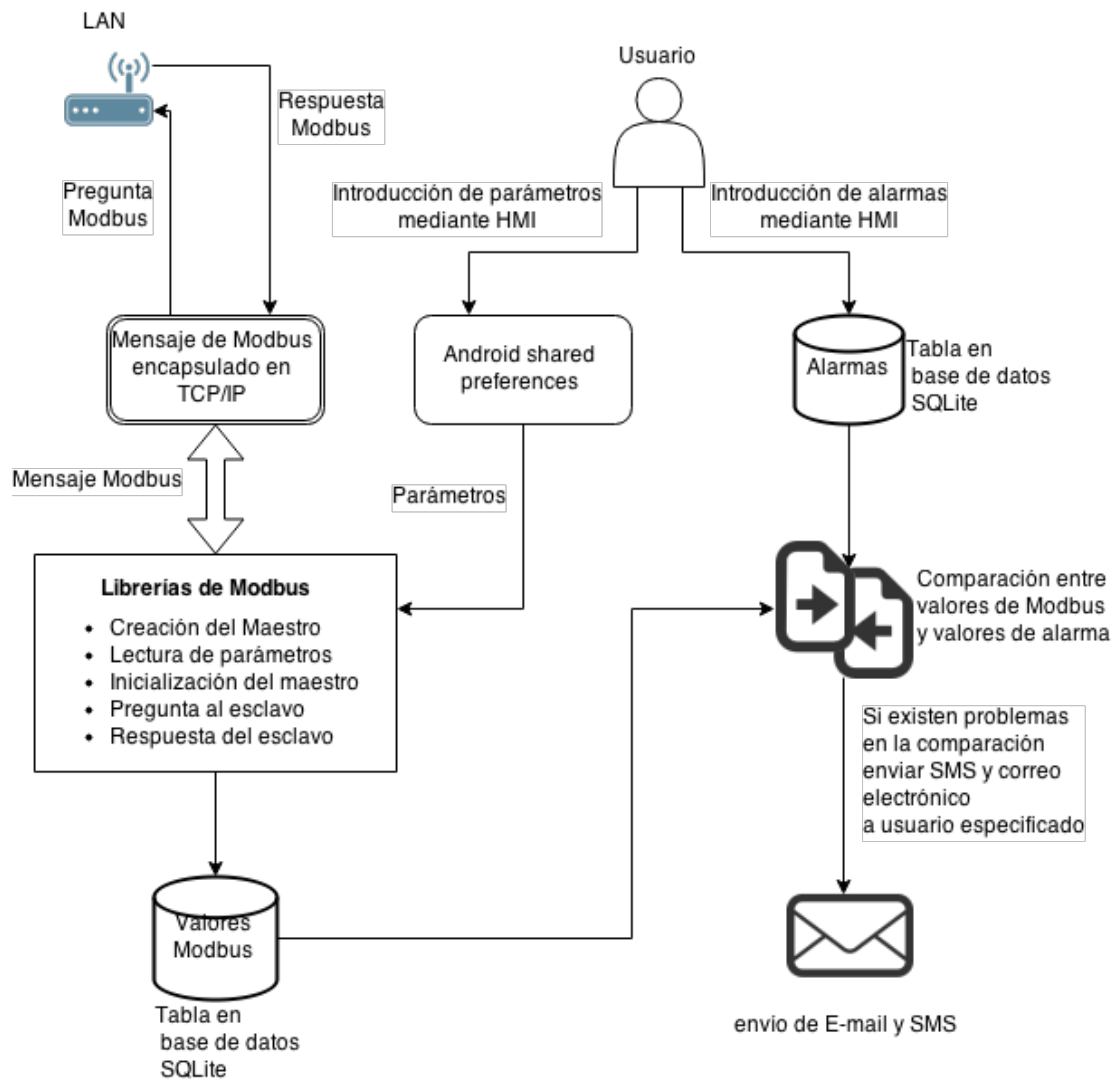 LAN
Usuario
Respuesta
Modbus
Pregunta
Modbus
Introducción de parámetros
mediante HMI
Introducción de alarmas
mediante HMI
Mensaje de Modbus
encapsulado en
TCP/IP
Android shared
preferences
Alarmas
Tabla en
base de datos
SQLite
Mensaje Modbus
Parámetros
Librerías de Modbus
• Creación del Maestro
• Lectura de parámetros
• Inicialización del maestro
• Pregunta al esclavo
• Respuesta del esclavo
Comparación entre
valores de Modbus
y valores de alarma
Si existen problemas
en la comparación
enviar SMS y correo
electrónico
a usuario especificado
Valores
Modbus
Tabla en
base de datos
SQLite
envio de E-mail y SMS